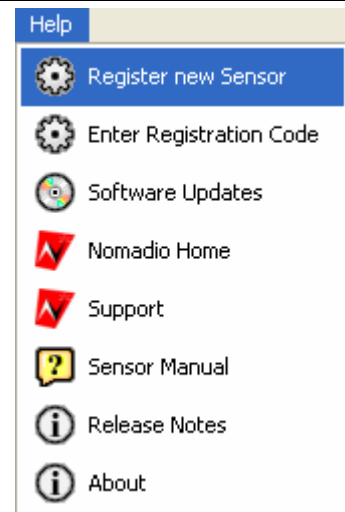 Help
Register new Sensor
Enter Registration Code
Software Updates
Nomadio Home
Support
Sensor Manual
Release Notes
About